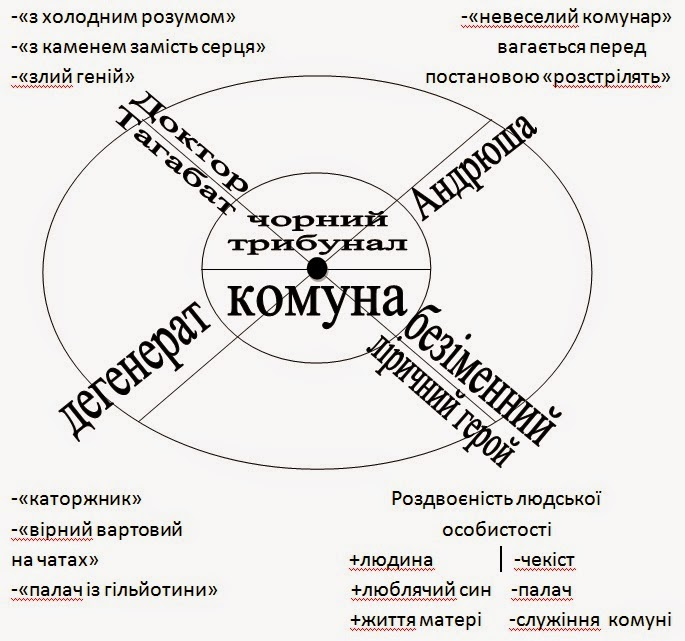 -«з холодним розумом»
-«з каменем замість серця»
-«злий геній»
-«невеселий комунар»
вагається перед
постановою «розстрілять»
Доктор
Тагабат
Андрюша
чорний
трибунал
комуна
дегенерат
безіменний
ліричний герой
-«каторжник»
-«вірний вартовий
на чатах»
-«палач із гільйотини»
Роздвоєність людської
особистості
+людина | -чекіст
+люблячий син -палач
+життя матері -служіння комуні